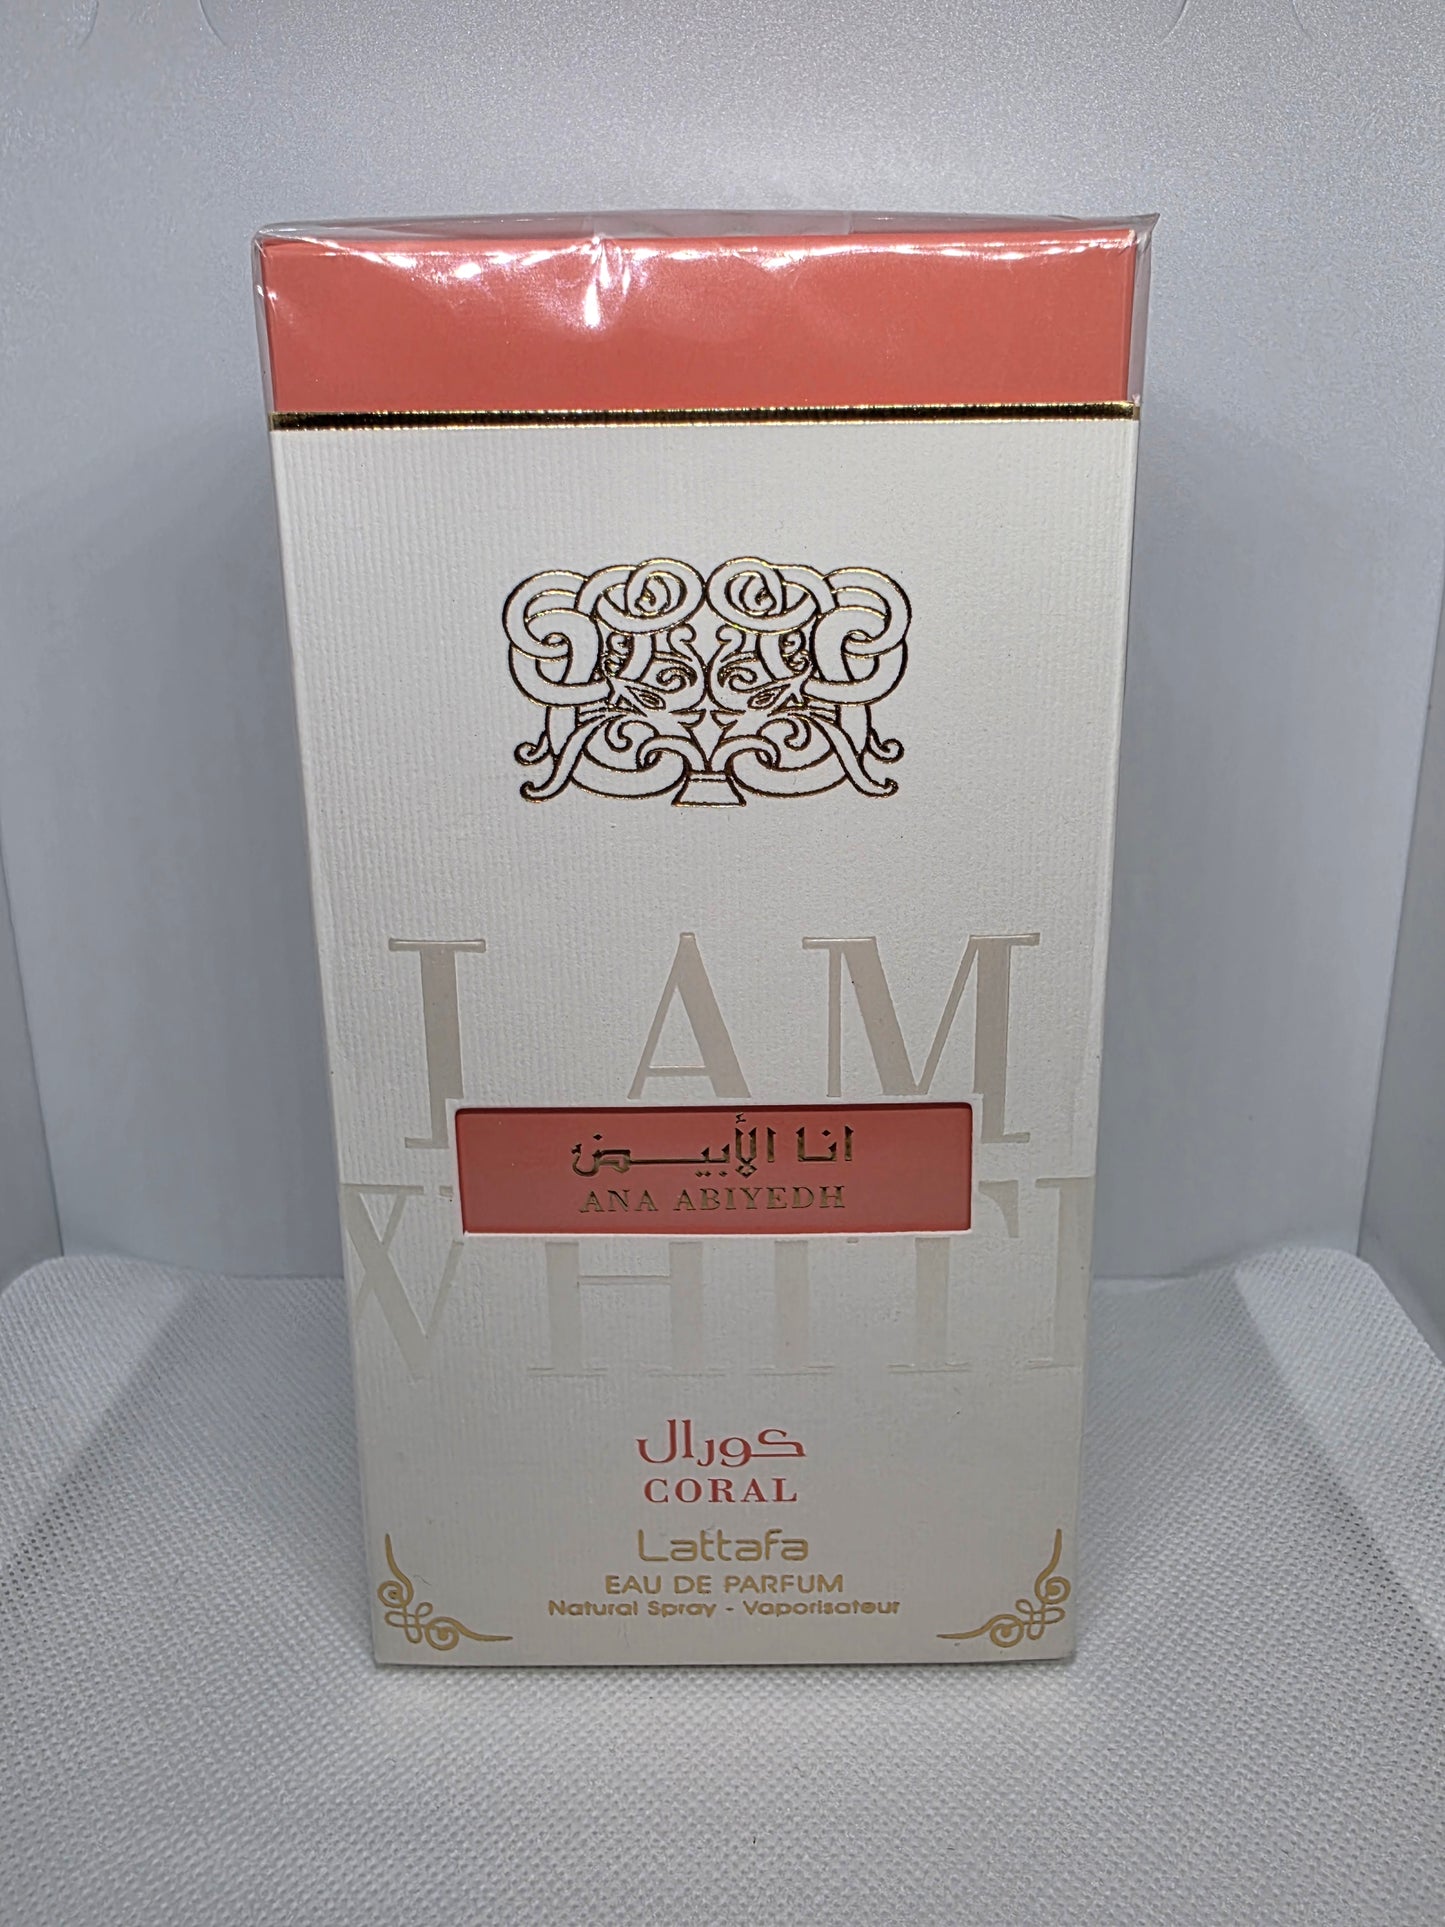 I AM
انا الأبيض
ANA ABIYEDH
WHITE
كورال
CORAL
Lattafa
EAU DE PARFUM
Natural Spray - Vaporisateur